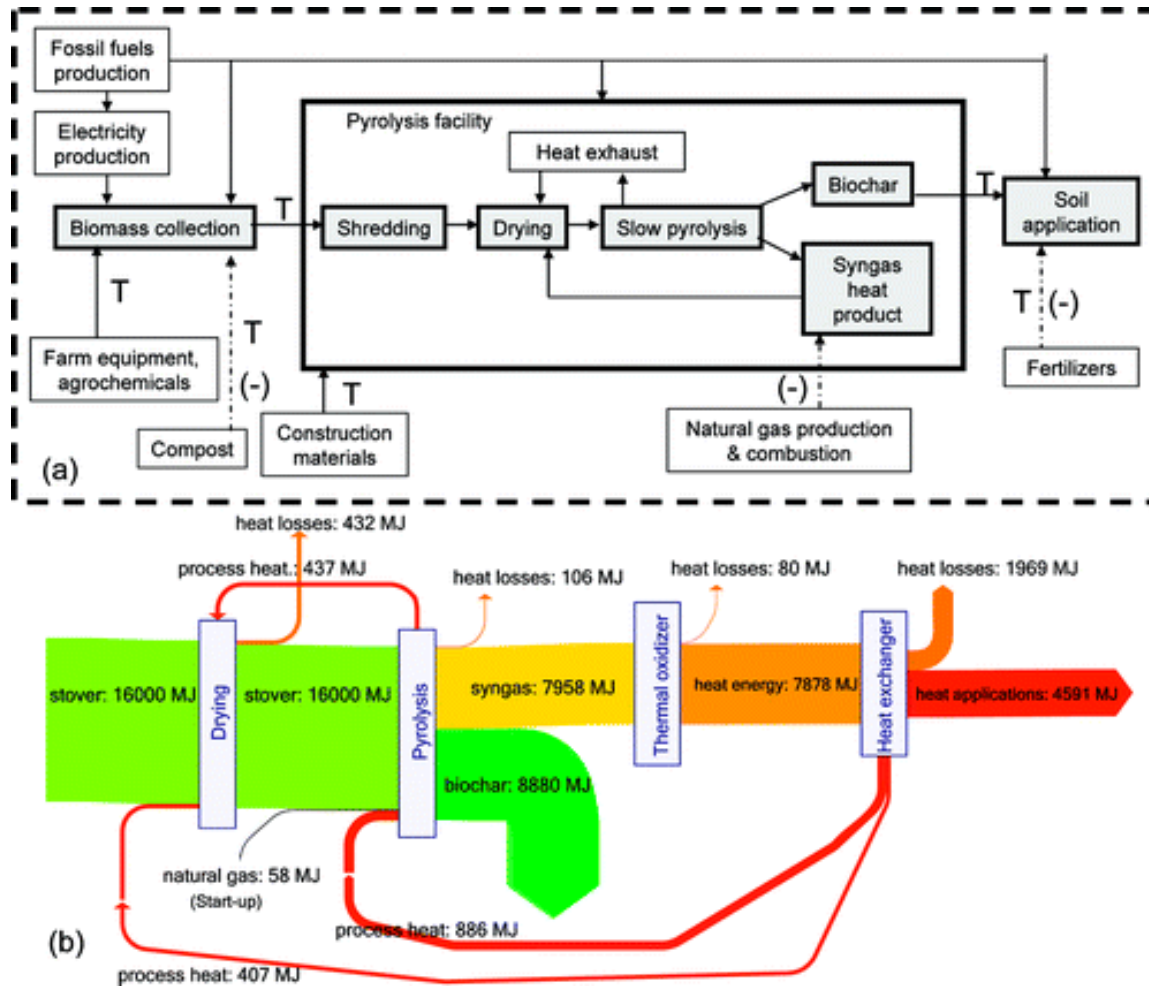 Fossil fuels
production
Electricity
production
Pyrolysis facility
Heat exhaust
Biochar
T
Soil
application
T
Biomass collection
Shredding
Drying
Slow pyrolysis
Syngas
heat
product
T
T
(-)
T
(-)
Farm equipment,
agrochemicals
T
(-)
Fertilizers
Compost
Construction
materials
Natural gas production
& combustion
(a)
heat losses: 432 MJ
process heat.: 437 MJ
heat losses: 106 MJ
heat losses: 80 MJ
heat losses: 1969 MJ
stover: 16000 MJ
Drying
stover: 16000 MJ
Pyrolysis
syngas: 7958 MJ
Thermal oxidizer
heat energy: 7878 MJ
Heat exchanger
heat applications: 4591 MJ
biochar: 8880 MJ
natural gas: 58 MJ
(Start-up)
process heat: 886 MJ
(b)
process heat: 407 MJ